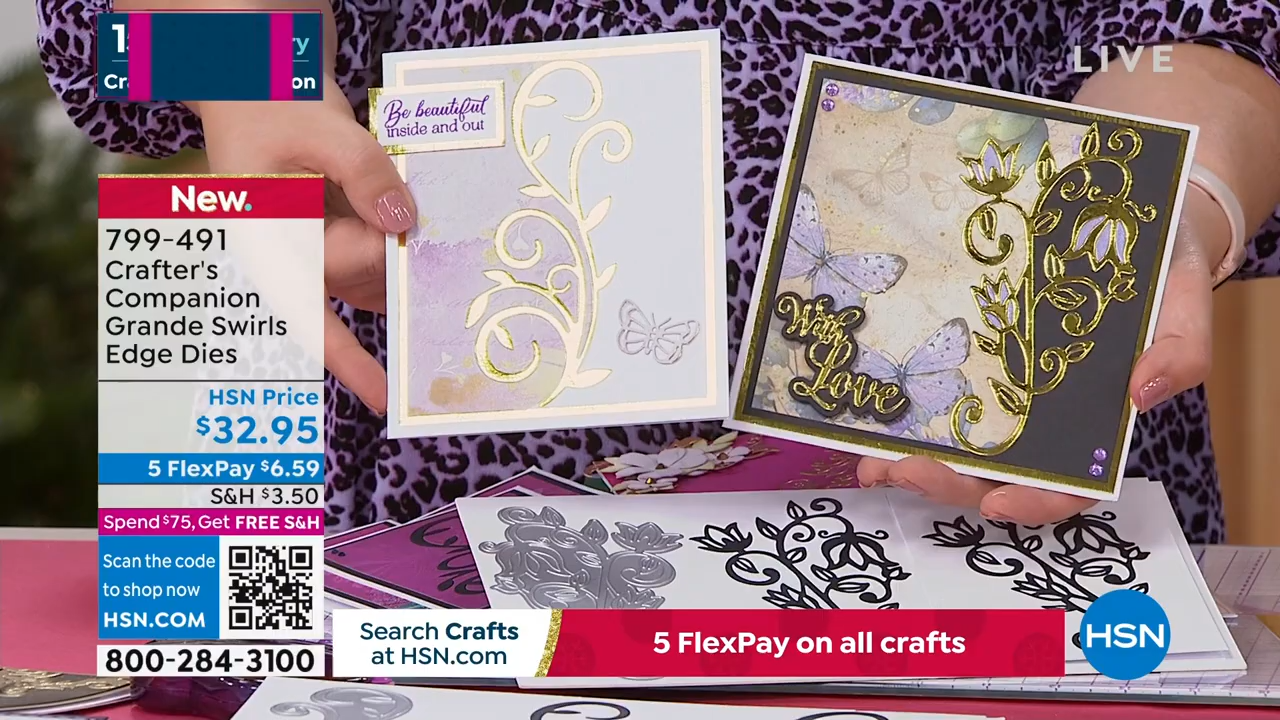 LIVE
Be beautiful
inside and out
With
Love
New.
799-491
Crafter's
Companion
Grande Swirls
Edge Dies
HSN Price
$32.95
5 FlexPay $6.59
S&H $3.50
Spend $75, Get FREE S&H
Scan the code
to shop now
HSN.COM
800-284-3100
Search Crafts
at HSN.com
5 FlexPay on all crafts
HSN